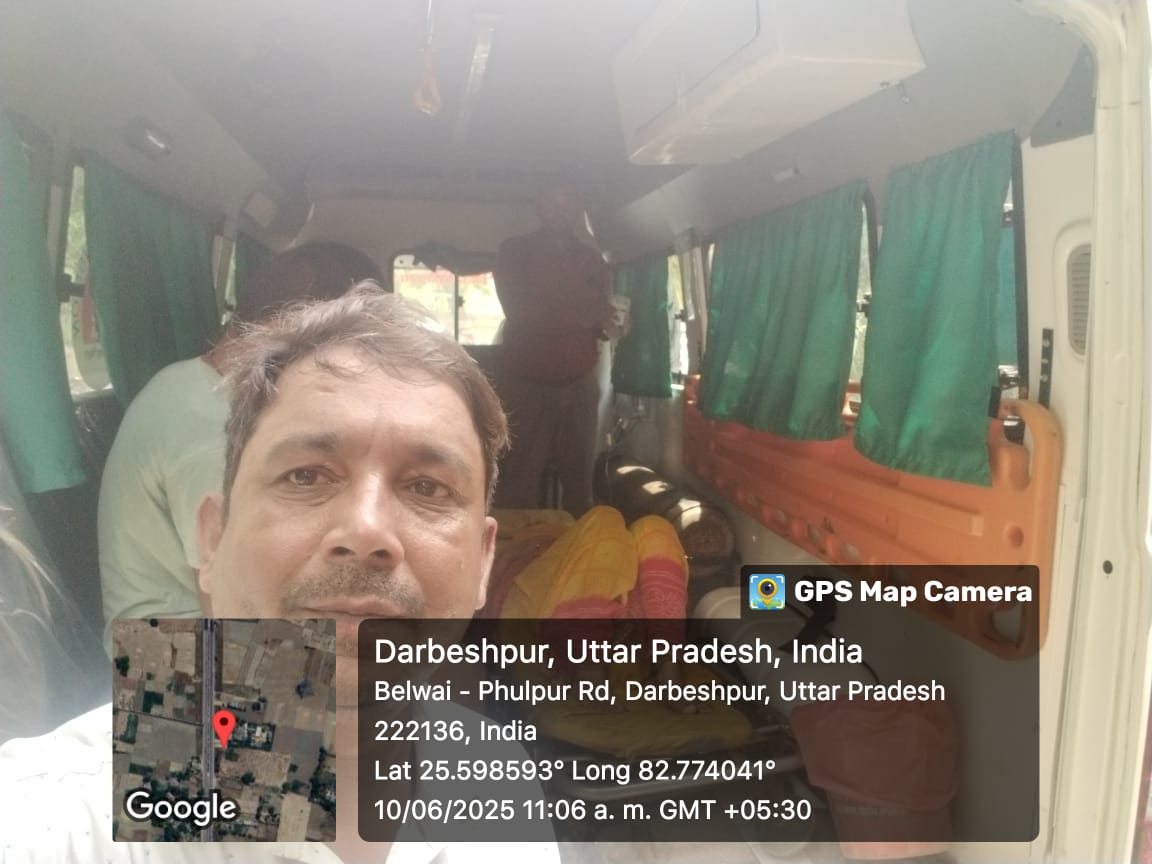 GPS Map Camera
Darbeshpur, Uttar Pradesh, India
Belwai - Phulpur Rd, Darbeshpur, Uttar Pradesh
222136, India
Lat 25.598593° Long 82.774041°
10/06/2025 11:06 a. m. GMT +05:30
Google